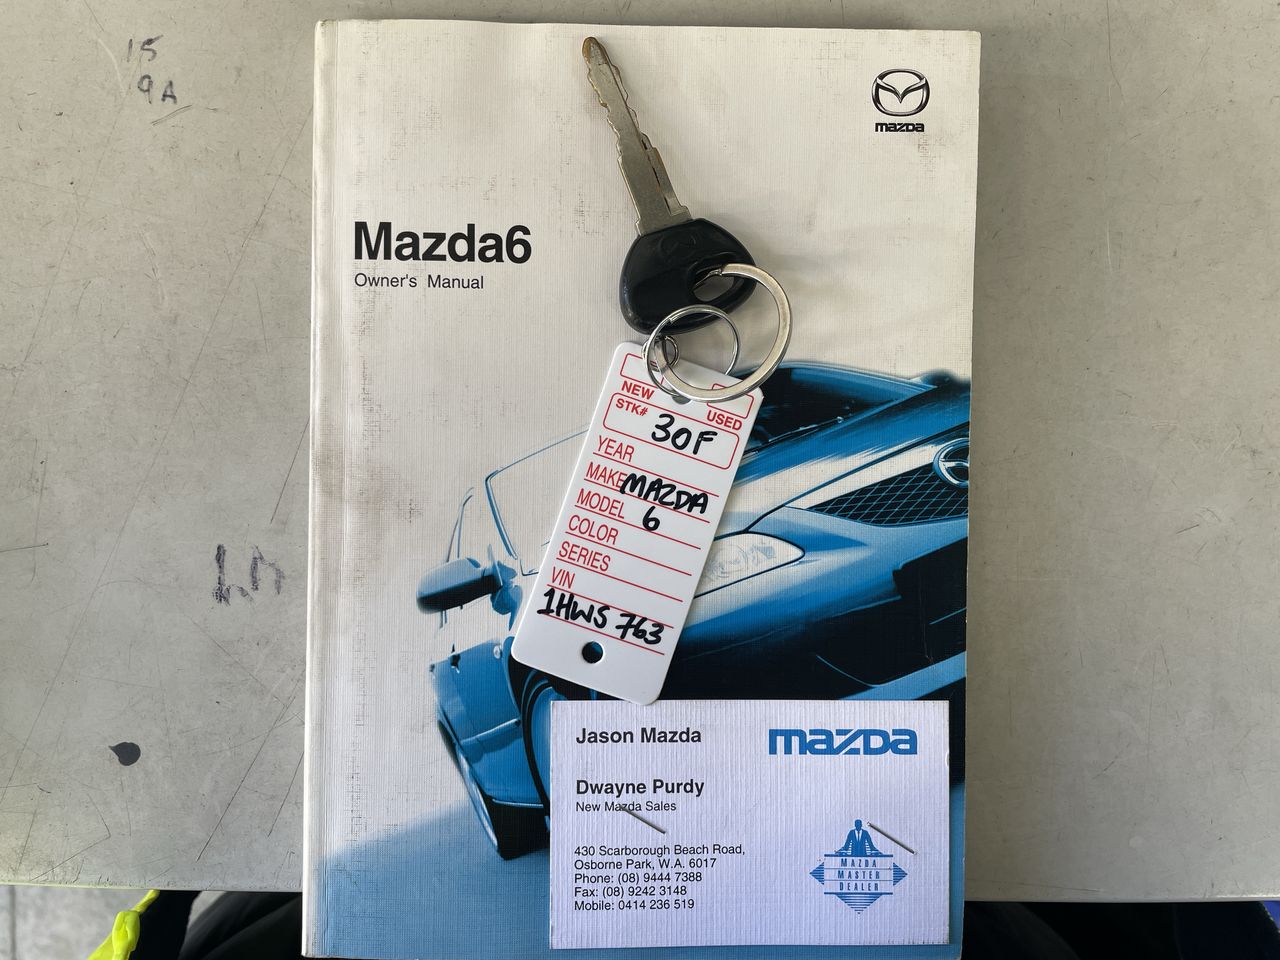 15
9A
mazda
Mazda6
Owner's Manual
NEW
USED
STK# 30F
YEAR
MAKE MAZDA
MODEL 6
COLOR
SERIES
VIN
1HWS 763
Jason Mazda
mazda
Dwayne Purdy
New Mazda Sales
430 Scarborough Beach Road,
Osborne Park, W.A. 6017
Phone: (08) 9444 7388
Fax: (08) 9242 3148
Mobile: 0414 236 519
MAZDA
MASTER
DEALER